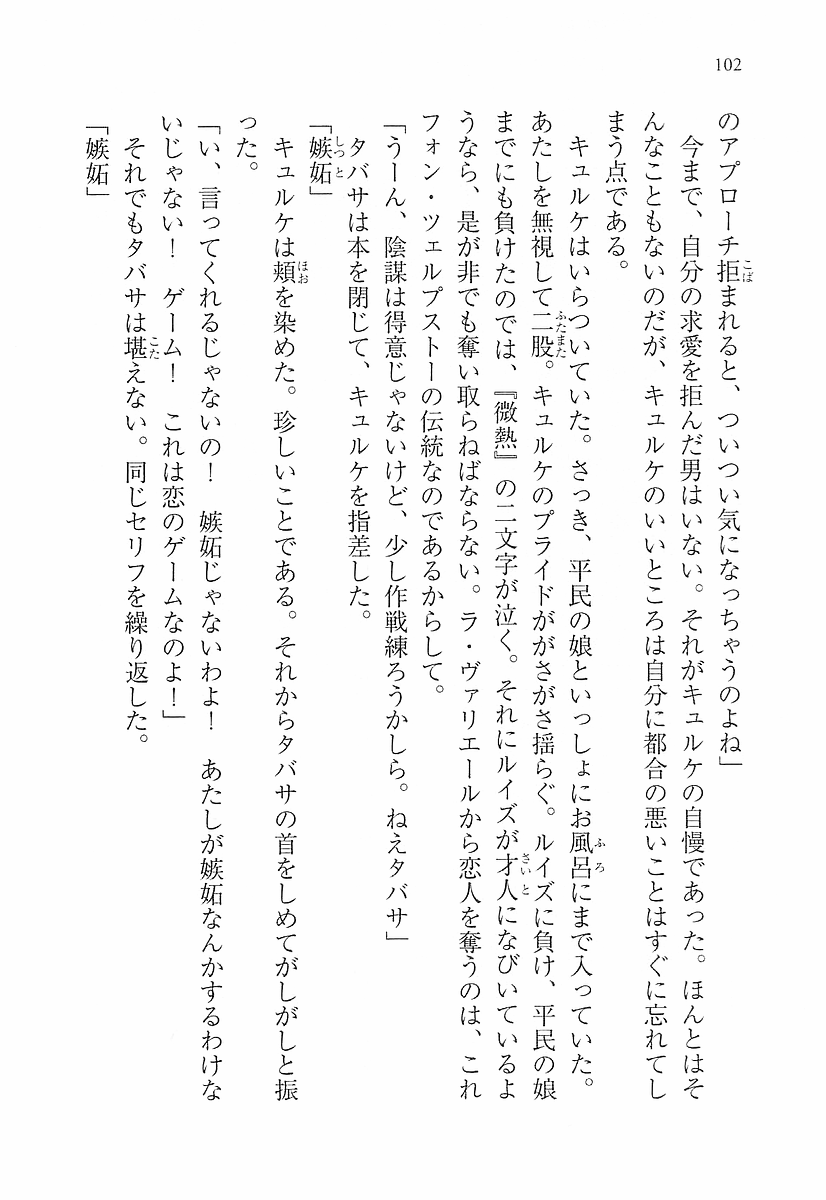 102
のアプローチ拒まれると、ついつい気になっちゃうのよね」
　今まで、自分の求愛を拒んだ男はいない。それがキュルケの自慢であった。ほんとはそ
んなこともないのだが、キュルケのいいところは自分に都合の悪いことはすぐに忘れてし
まう点である。
　キュルケはいらついていた。さっき、平民の娘といっしょにお風呂にまで入っていた。
あたしを無視して二股。キュルケのプライドががさがさ揺らぐ。ルイズに負け、平民の娘
までにも負けたのでは、『微熱』の二文字が泣く。それにルイズが才人になびいているよ
うなら、是が非でも奪い取らねばならない。ラ・ヴァリエールから恋人を奪うのは、これ
フォン・ツェルプストーの伝統なのであるからして。
「うーん、陰謀は得意じゃないけど、少し作戦練ろうかしら。ねえタバサ」
　タバサは本を閉じて、キュルケを指差した。
「嫉妬」
　キュルケは頬を染めた。珍しいことである。それからタバサの首をしめてがしがしと振
った。
「い、言ってくれるじゃないの！　嫉妬じゃないわよ！　あたしが嫉妬なんかするわけな
いじゃない！　ゲーム！　これは恋のゲームなのよ！」
　それでもタバサは堪えない。同じセリフを繰り返した。
「嫉妬」